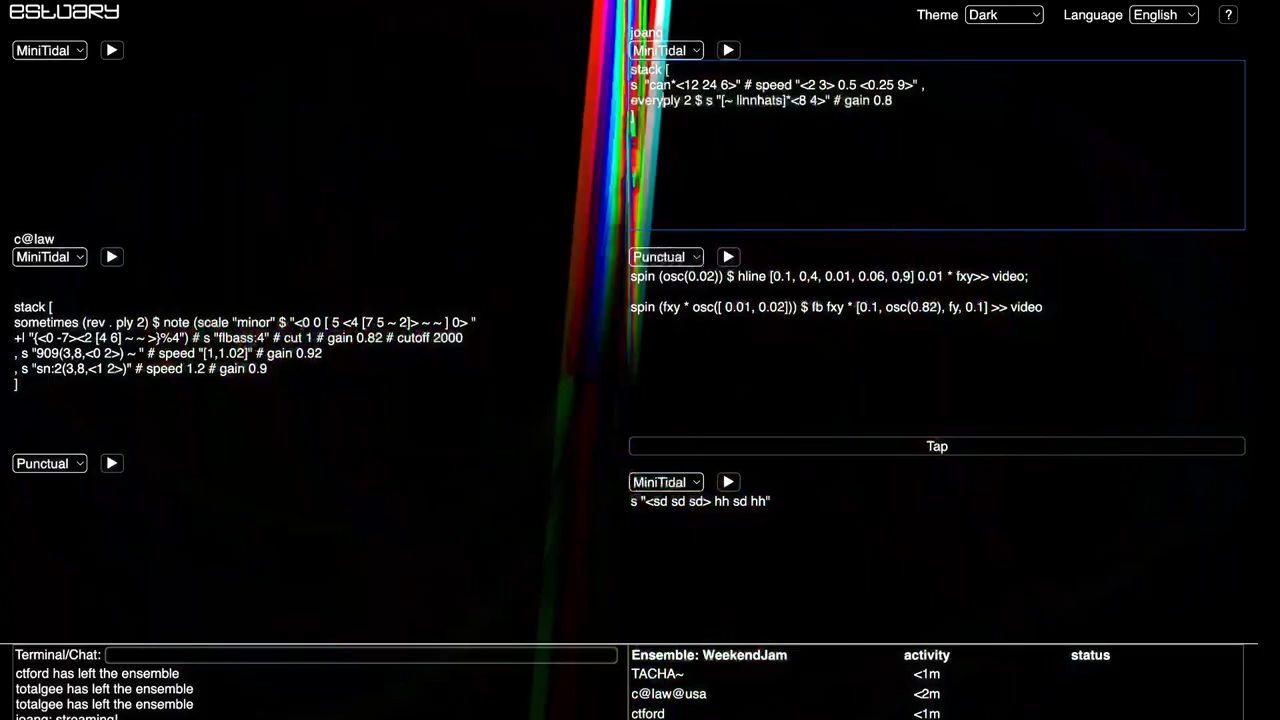 estuary
Theme Dark Language English ?
MiniTidal
joang
MiniTidal
stack [
s "can*<12 24 6>" # speed "<2 3> 0.5 <0.25 9>" ,
everyply 2 $ s "[~ linnhats]*<8 4>" # gain 0.8
]
c@law
MiniTidal
stack [
sometimes (rev . ply 2) $ note (scale "minor" $ "<0 0 [ 5 <4 [7 5 ~ 2]> ~ ~ ] 0> "
+| "{<0 -7><2 [4 6] ~ ~ >}%4") # s "flbass:4" # cut 1 # gain 0.82 # cutoff 2000
, s "909(3,8,<0 2>) ~ " # speed "[1,1.02]" # gain 0.92
, s "sn:2(3,8,<1 2>)" # speed 1.2 # gain 0.9
]
Punctual
spin (osc(0.02)) $ hline [0.1, 0,4, 0.01, 0.06, 0,9] 0.01 * fxy>> video;
spin (fxy * osc([ 0.01, 0.02])) $ fb fxy * [0.1, osc(0.82), fy, 0.1] >> video
Punctual
Tap
MiniTidal
s "<sd sd sd> hh sd hh"
Terminal/Chat:
ctford has left the ensemble
totalgee has left the ensemble
totalgee has left the ensemble
joang: streaming!
Ensemble: WeekendJam activity status
TACHA~ <1m
c@law@usa <2m
ctford <1m